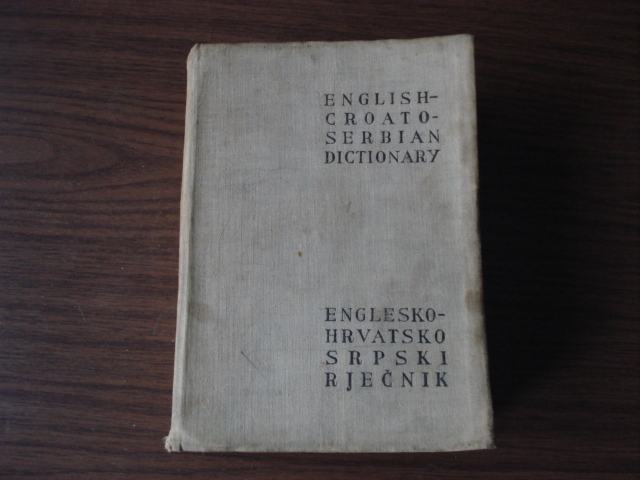 ENGLISH-
CROATO-
SERBIAN
DICTIONARY
ENGLESKO-
HRVATSKO
SRPSKI
RJEČNIK